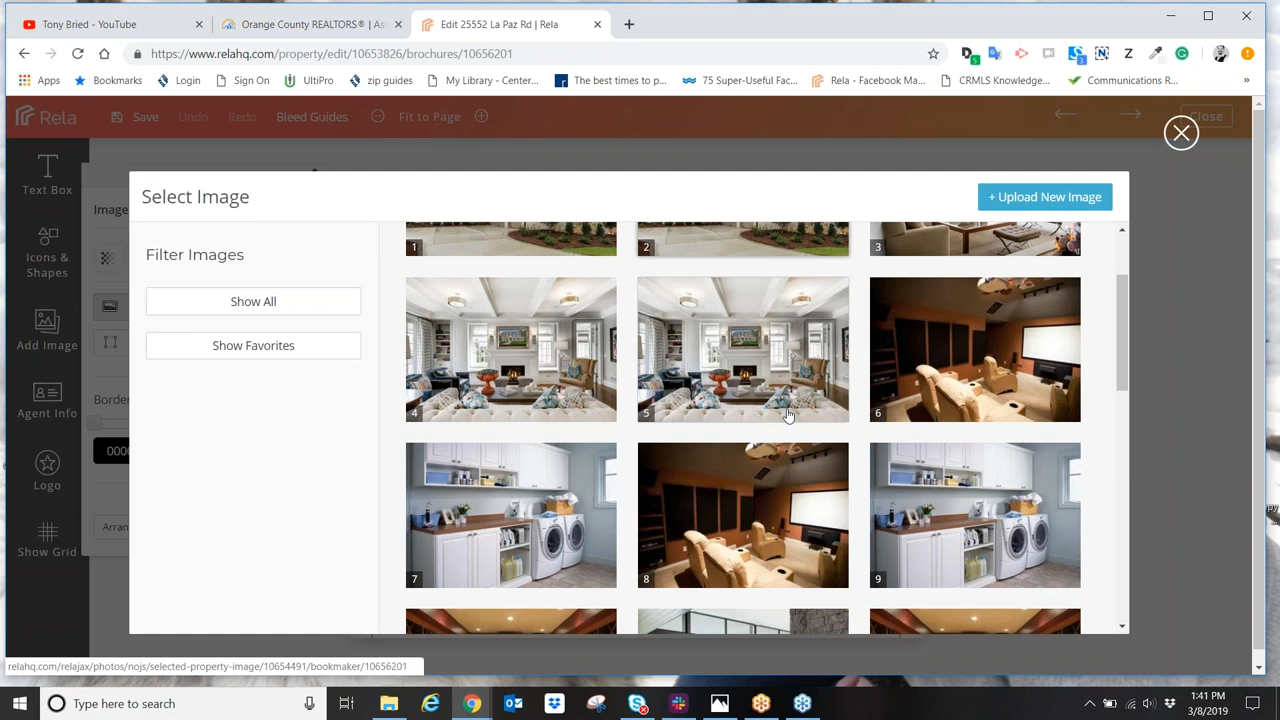 Tony Bried - YouTube
Orange County REALTORS® | As
Edit 25552 La Paz Rd | Rela
https://www.relahq.com/property/edit/10653826/brochures/10656201
Apps
Bookmarks
Login
Sign On
UltiPro
zip guides
My Library - Center...
The best times to p...
75 Super-Useful Fac...
Rela - Facebook Ma...
CRMLS Knowledge...
Communications R...
»
Rela
Save
Undo
Redo
Bleed Guides
Fit to Page
Close
Text Box
Icons &
Shapes
Add Image
Agent Info
Logo
Show Grid
Image
Border
0000
Arran
Select Image
+ Upload New Image
Filter Images
Show All
Show Favorites
1
2
3
4
5
6
7
8
9
relahq.com/relajax/photos/nojs/selected-property-image/10654491/bookmaker/10656201
Type here to search
1:41 PM
3/8/2019